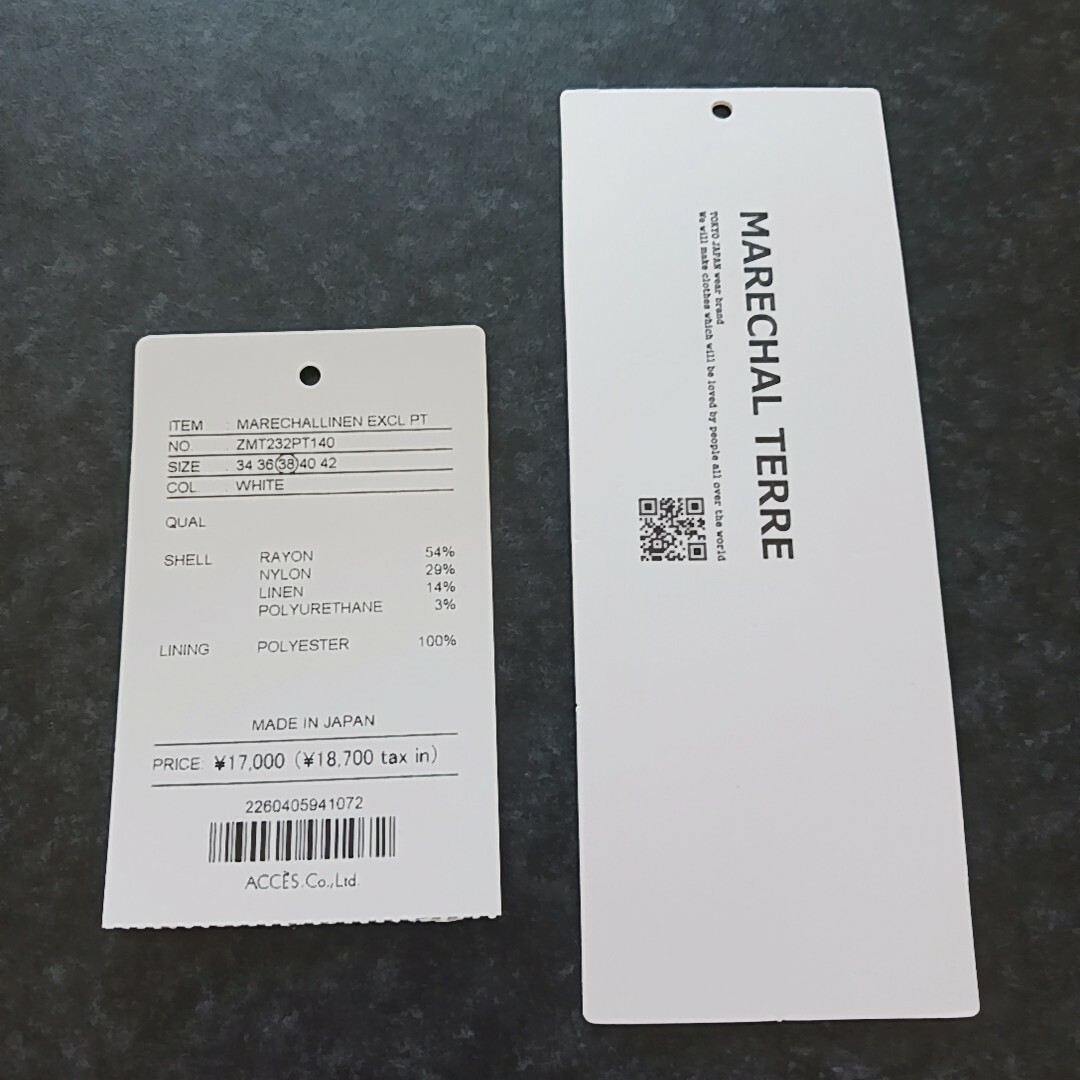 ITEM : MARECHALLINEN EXCL PT
NO. : ZMT232PT140
SIZE : 34 36 38 40 42
COL. : WHITE
QUAL
SHELL RAYON 54%
NYLON 29%
LINEN 14%
POLYURETHANE 3%
LINING POLYESTER 100%
MADE IN JAPAN
PRICE: ¥17,000 (¥18,700 tax in)
2260405941072
ACCÈS.Co.,Ltd.
MARECHAL TERRE
TOKYO JAPAN wear brand
We will make clothes which will be loved by people all over the world